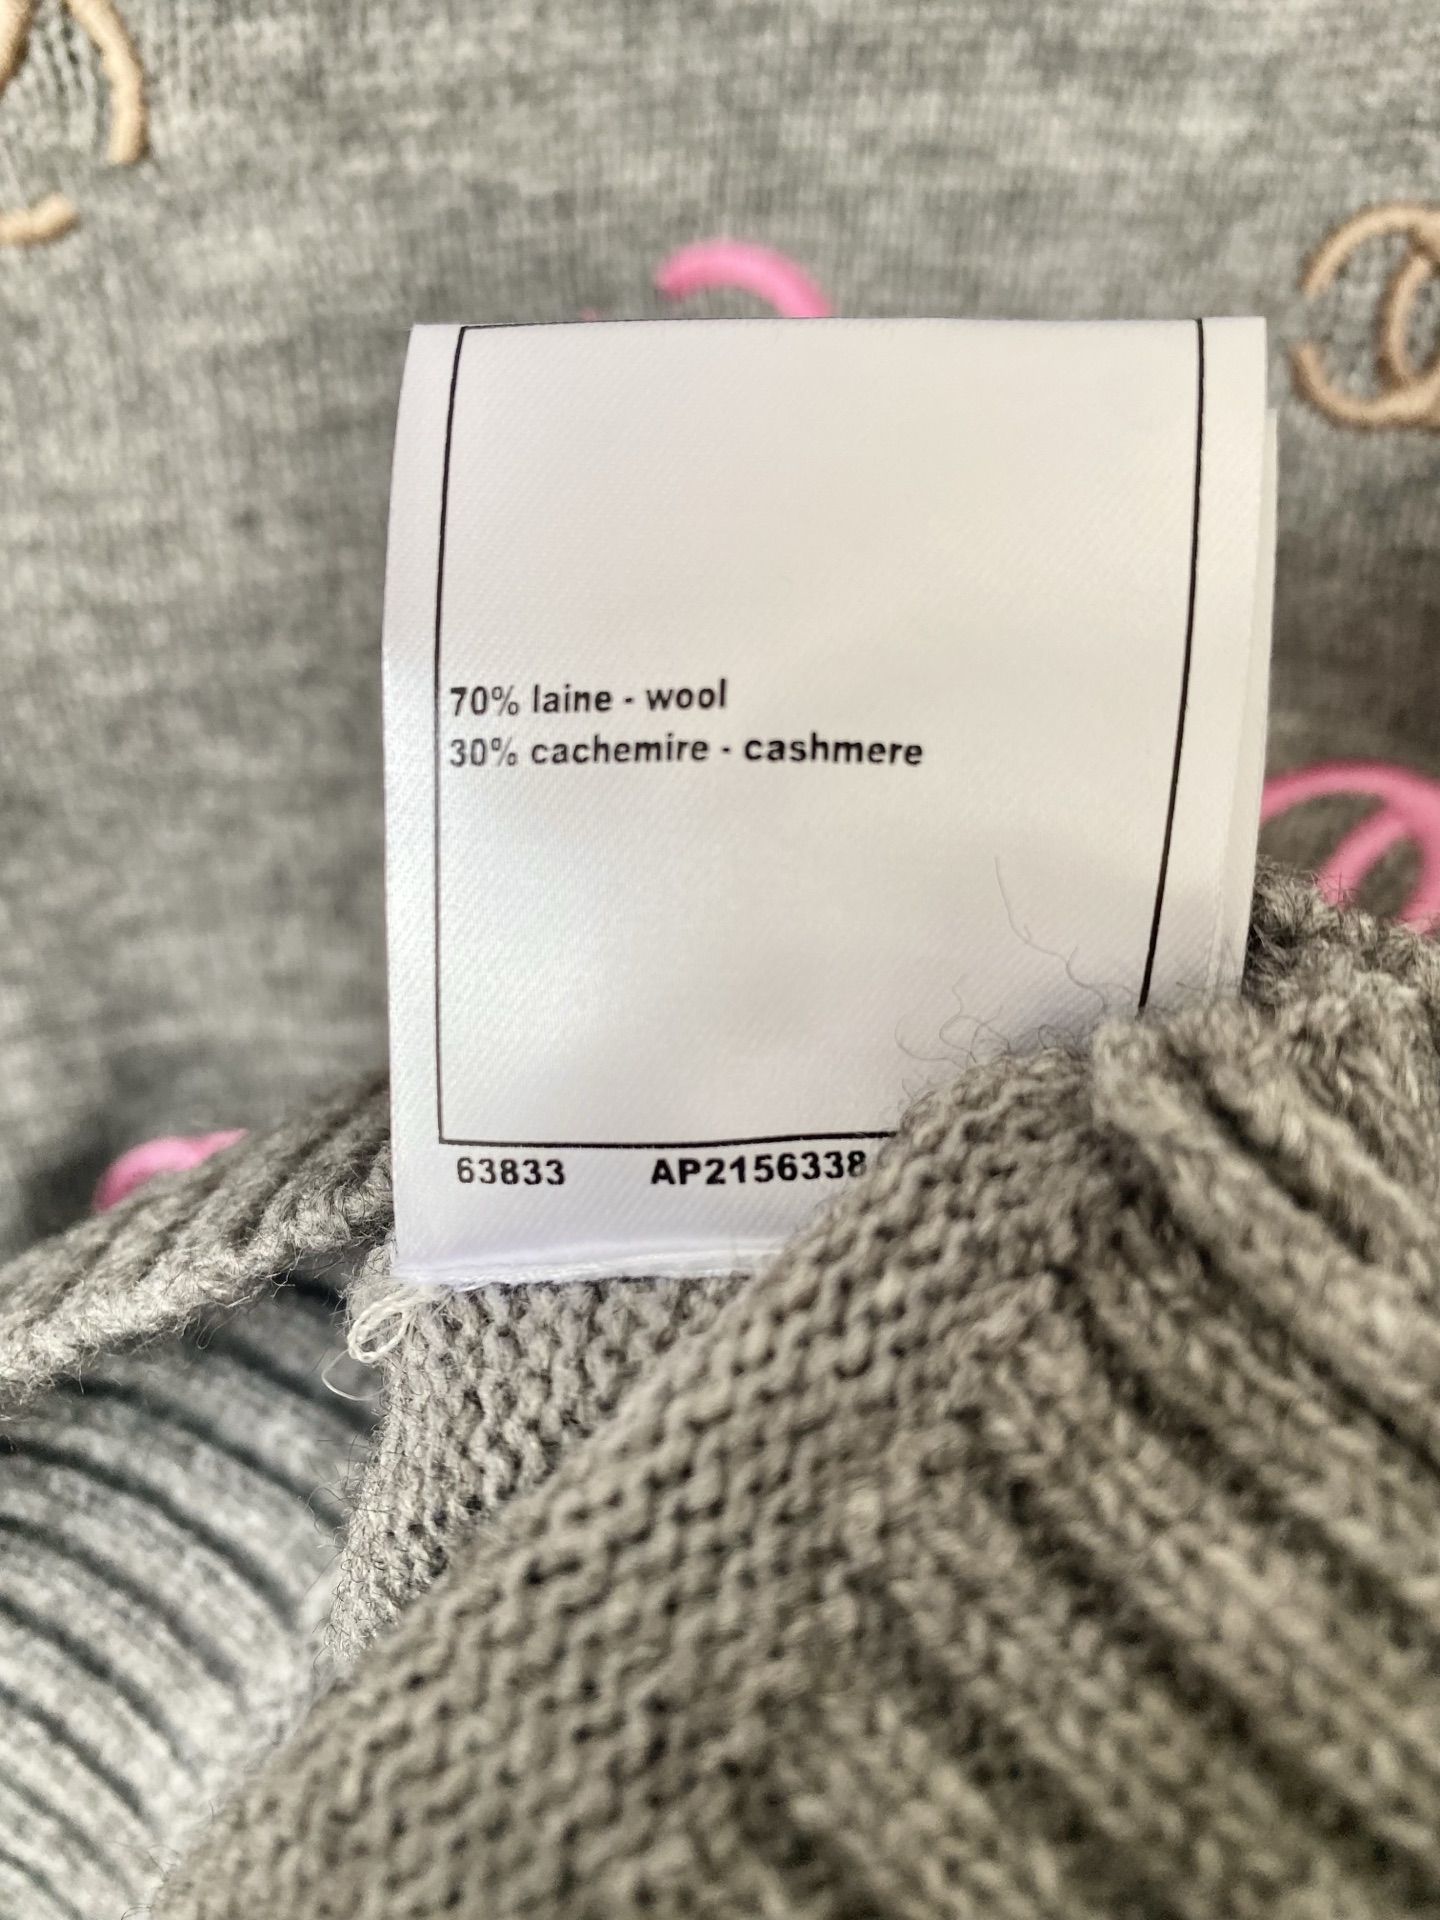 70% laine - wool
30% cachemire - cashmere
63833 AP2156338